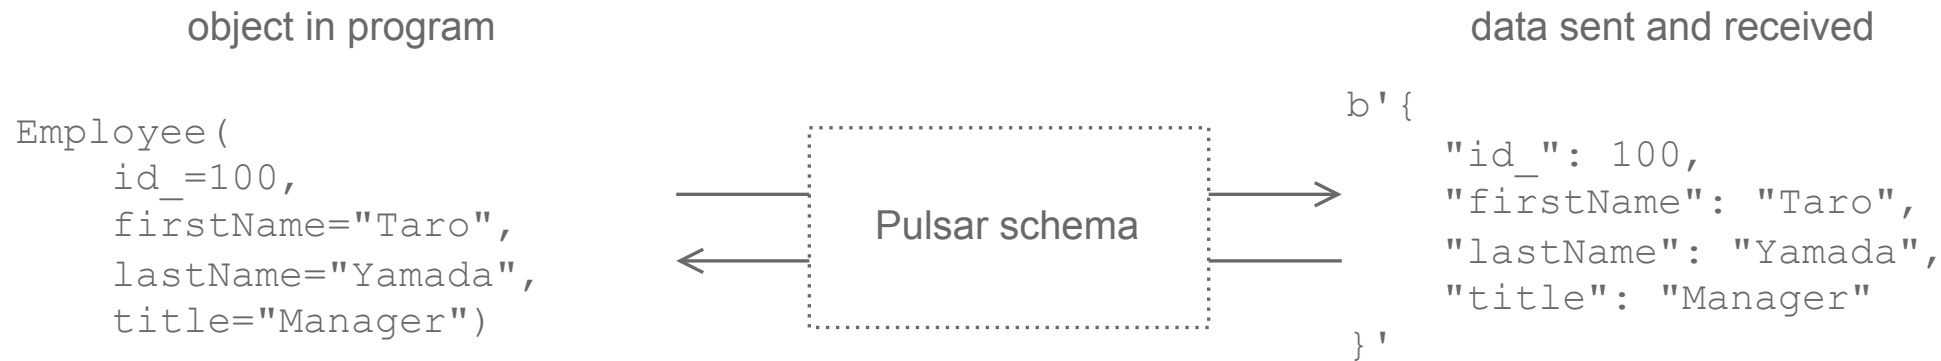 object in program
Employee(
    id_=100,
    firstName="Taro",
    lastName="Yamada",
    title="Manager")
Pulsar schema
data sent and received
b'{
    "id_": 100,
    "firstName": "Taro",
    "lastName": "Yamada",
    "title": "Manager"
}'